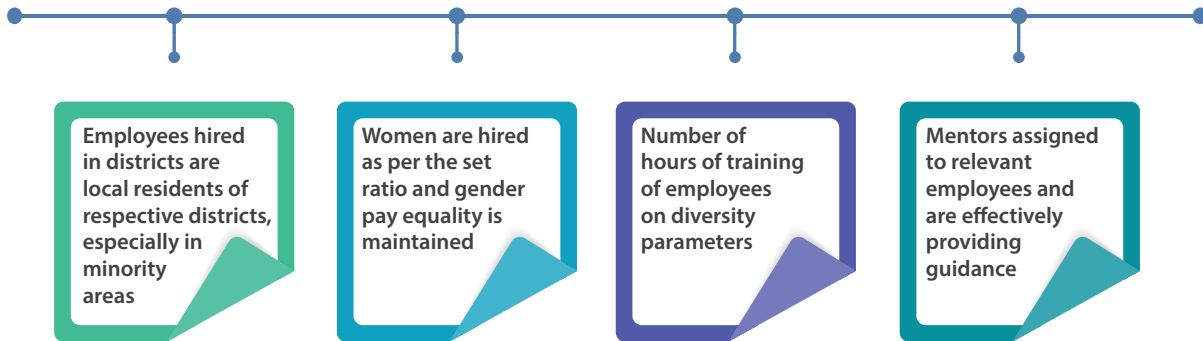 Employees hired
in districts are
local residents of
respective districts,
especially in
minority
areas
Women are hired
as per the set
ratio and gender
pay equality is
maintained
Number of
hours of training
of employees
on diversity
parameters
Mentors assigned
to relevant
employees and
are effectively
providing
guidance